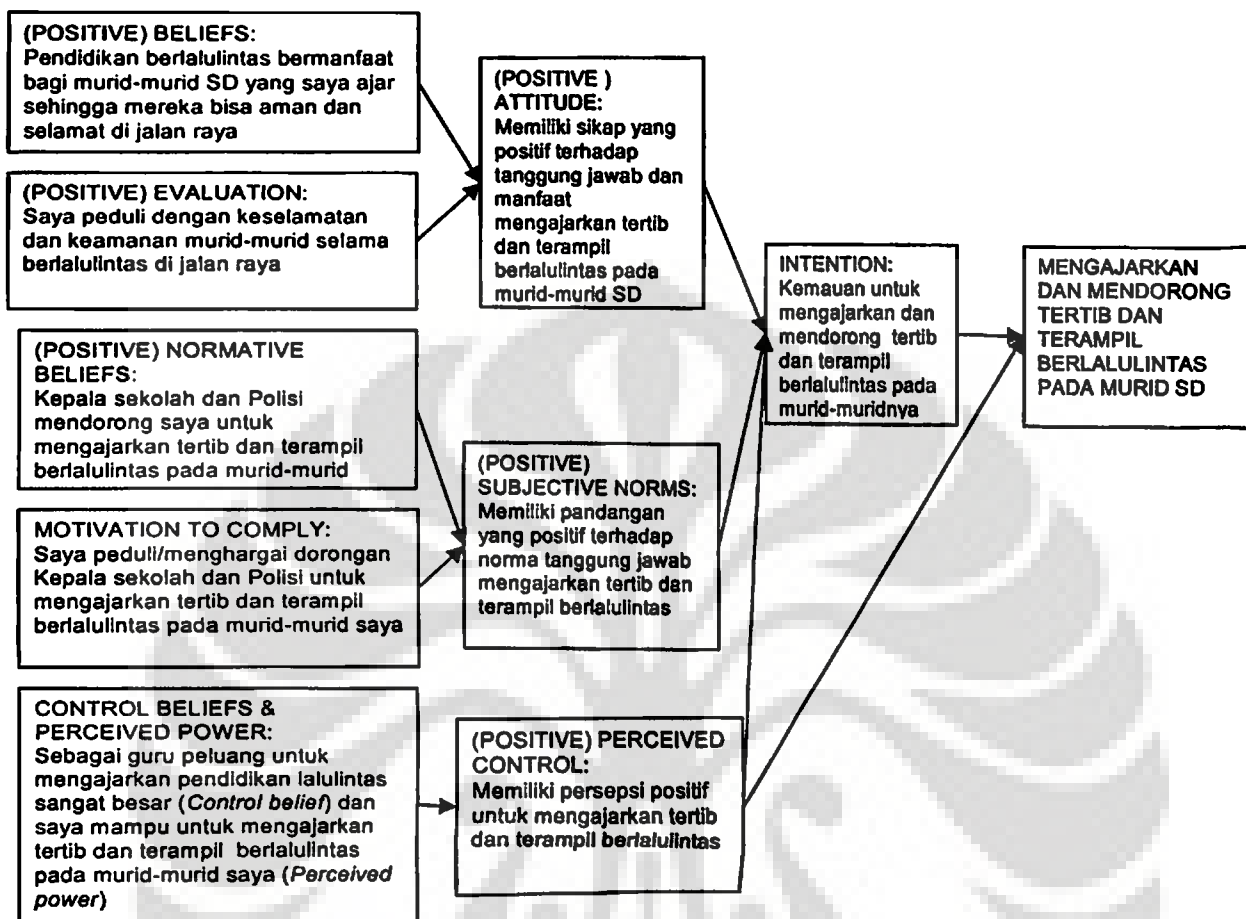 (POSITIVE) BELIEFS:
Pendidikan berlalulintas bermanfaat
bagi murid-murid SD yang saya ajar
sehingga mereka bisa aman dan
selamat di jalan raya
(POSITIVE) EVALUATION:
Saya peduli dengan keselamatan
dan keamanan murid-murid selama
berlalulintas di jalan raya
(POSITIVE) NORMATIVE
BELIEFS:
Kepala sekolah dan Polisi
mendorong saya untuk
mengajarkan tertib dan terampil
berlalulintas pada murid-murid
MOTIVATION TO COMPLY:
Saya peduli/menghargai dorongan
Kepala sekolah dan Polisi untuk
mengajarkan tertib dan terampil
berlalulintas pada murid-murid saya
CONTROL BELIEFS &
PERCEIVED POWER:
Sebagai guru peluang untuk
mengajarkan pendidikan lalulintas
sangat besar (Control belief) dan
saya mampu untuk mengajarkan
tertib dan terampil berlalulintas
pada murid-murid saya (Perceived
power)
(POSITIVE )
ATTITUDE:
Memiliki sikap yang
positif terhadap
tanggung jawab dan
manfaat
mengajarkan tertib
dan terampil
berlalulintas pada
murid-murid SD
(POSITIVE)
SUBJECTIVE NORMS:
Memiliki pandangan
yang positif terhadap
norma tanggung jawab
mengajarkan tertib dan
terampil berlalulintas
(POSITIVE) PERCEIVED
CONTROL:
Memiliki persepsi positif
untuk mengajarkan tertib
dan terampil berlalulintas
INTENTION:
Kemauan untuk
mengajarkan dan
mendorong tertib
dan terampil
berlalulintas pada
murid-muridnya
MENGAJARKAN
DAN MENDORONG
TERTIB DAN
TERAMPIL
BERLALULINTAS
PADA MURID SD